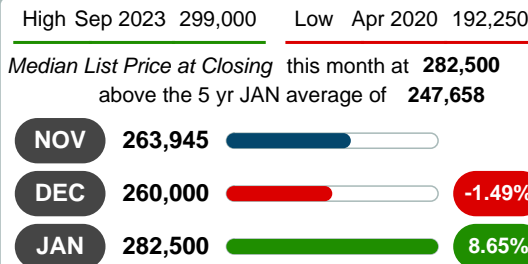 High Sep 2023 299,000 Low Apr 2020 192,250
Median List Price at Closing this month at 282,500
above the 5 yr JAN average of 247,658
NOV 263,945
DEC 260,000 -1.49%
JAN 282,500 8.65%